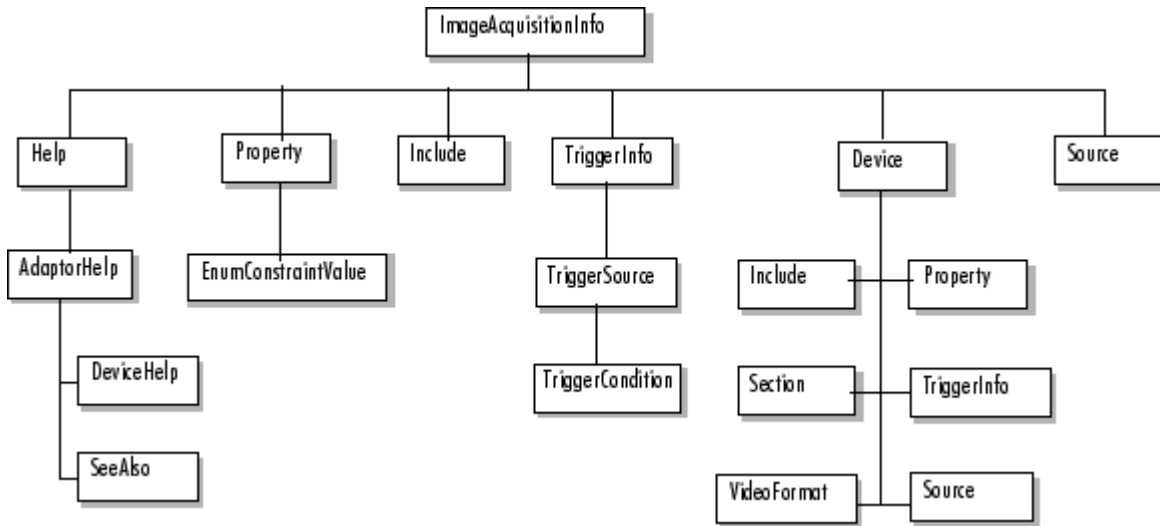 ImageAcquisitionInfo
Help
Property
Include
TriggerInfo
Device
Source
AdaptorHelp
EnumConstraintValue
TriggerSource
Include
Property
DeviceHelp
TriggerCondition
Section
TriggerInfo
SeeAlso
VideoFormat
Source